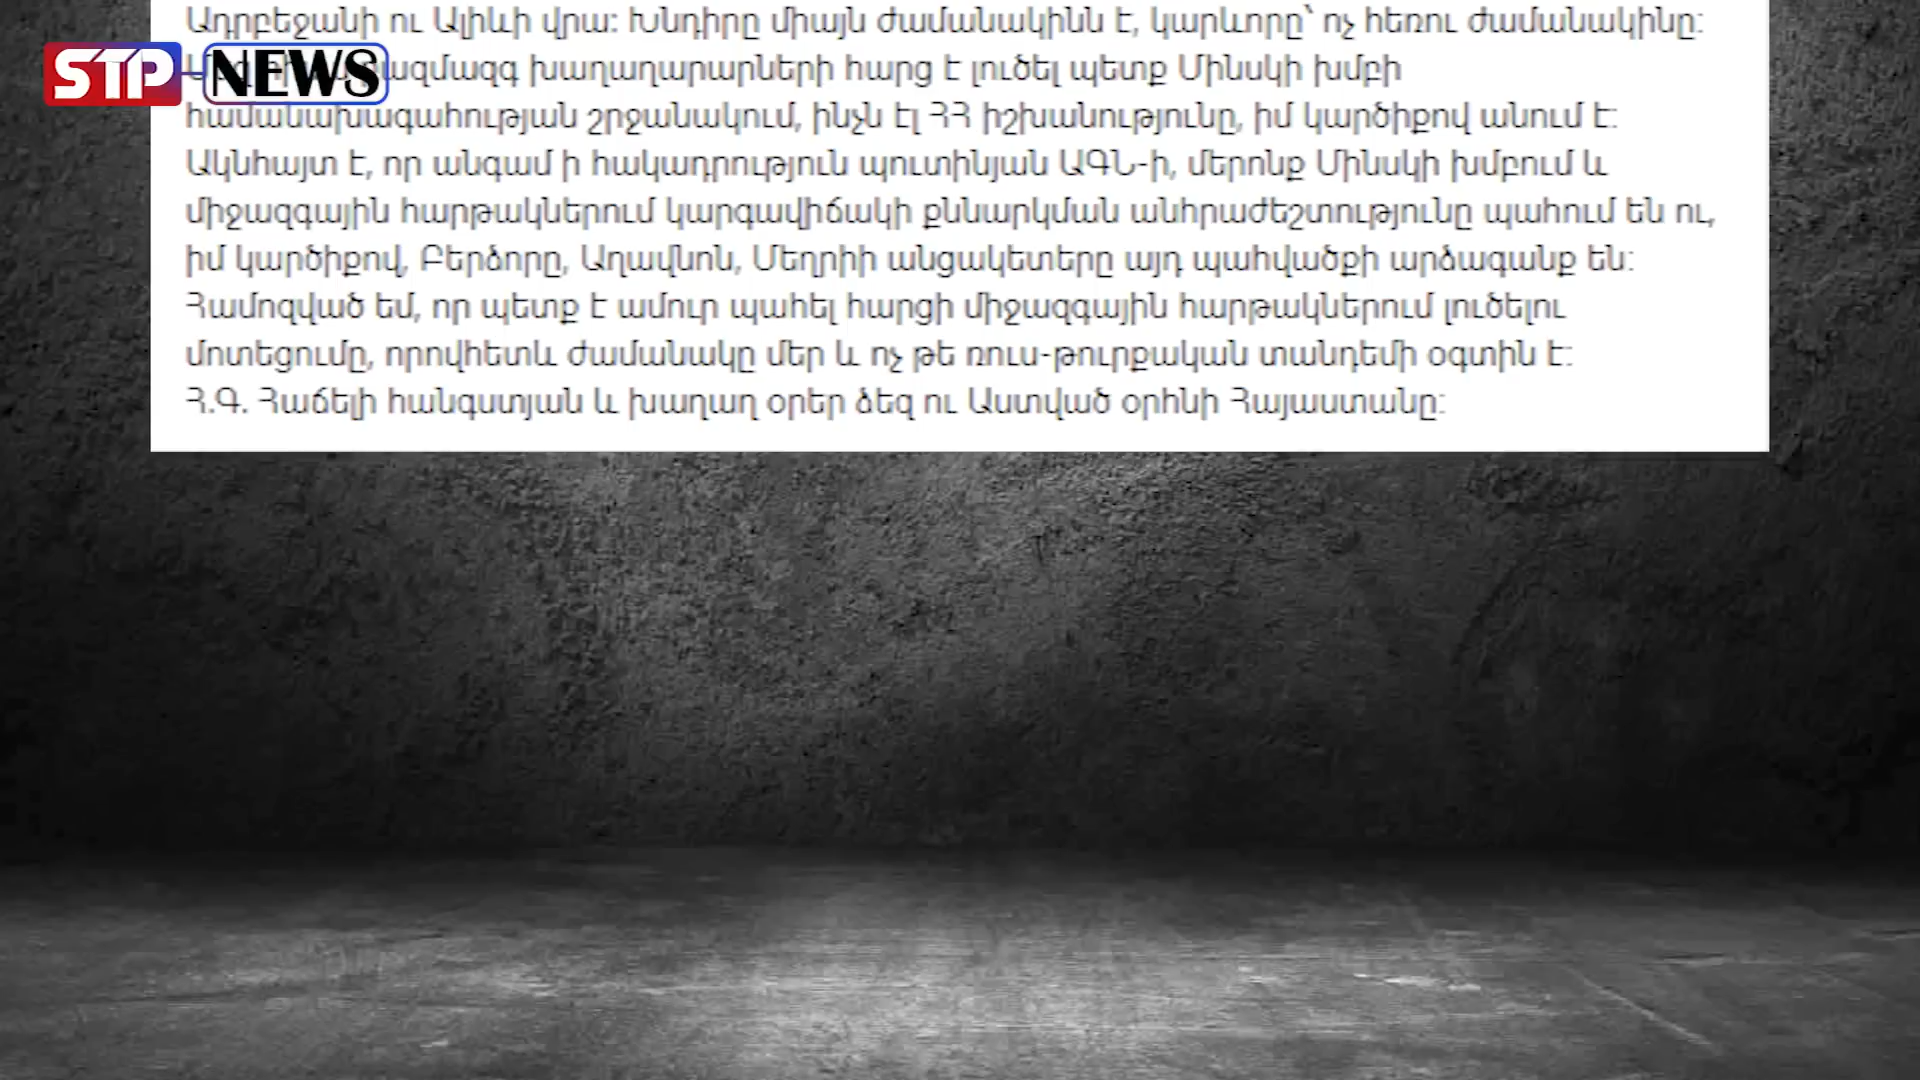 Ադրբեջանի ու Ալիևի վրա: Խնդիրը միայն ժամանակինն է, կարևորը՝ ոչ հեռու ժամանակինը:
STP NEWS
բազմազգ խաղաղարարների հարց է լուծել պետք Մինսկի խմբի
համանախագահության շրջանակում, ինչն էլ ՀՀ իշխանությունը, իմ կարծիքով անում է:
Ակնհայտ է, որ անգամ ի հակադրություն պուտինյան ԱԳՆ-ի, մերոնք Մինսկի խմբում և
միջազգային հարթակներում կարգավիճակի քննարկման անհրաժեշտությունը պահում են ու,
իմ կարծիքով, Բերձորը, Աղավնոն, Մեղրիի անցակետերը այդ պահվածքի արձագանք են:
Համոզված եմ, որ պետք է ամուր պահել հարցի միջազգային հարթակներում լուծելու
մոտեցումը, որովհետև ժամանակը մեր և ոչ թե ռուս-թուրքական տանդեմի օգտին է:
Հ.Գ. Հաճելի հանգստյան և խաղաղ օրեր ձեզ ու Աստված օրհնի Հայաստանը: